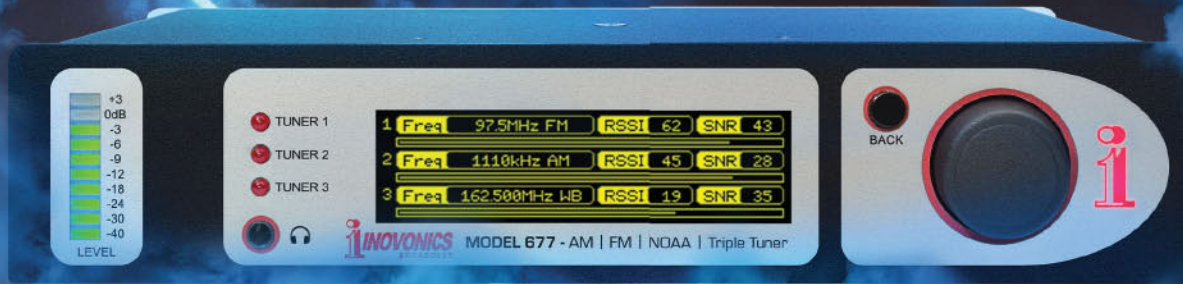 +3
0dB
-3
-6
-9
-12
-18
-24
-30
-40
LEVEL
TUNER 1
TUNER 2
TUNER 3
1 Freq 97.5MHz FM RSSI 62 SNR 43
2 Freq 1110kHz AM RSSI 45 SNR 28
3 Freq 162.500MHz WB RSSI 19 SNR 35
INOVONICS
BROADCAST
MODEL 677 - AM | FM | NOAA | Triple Tuner
BACK
i